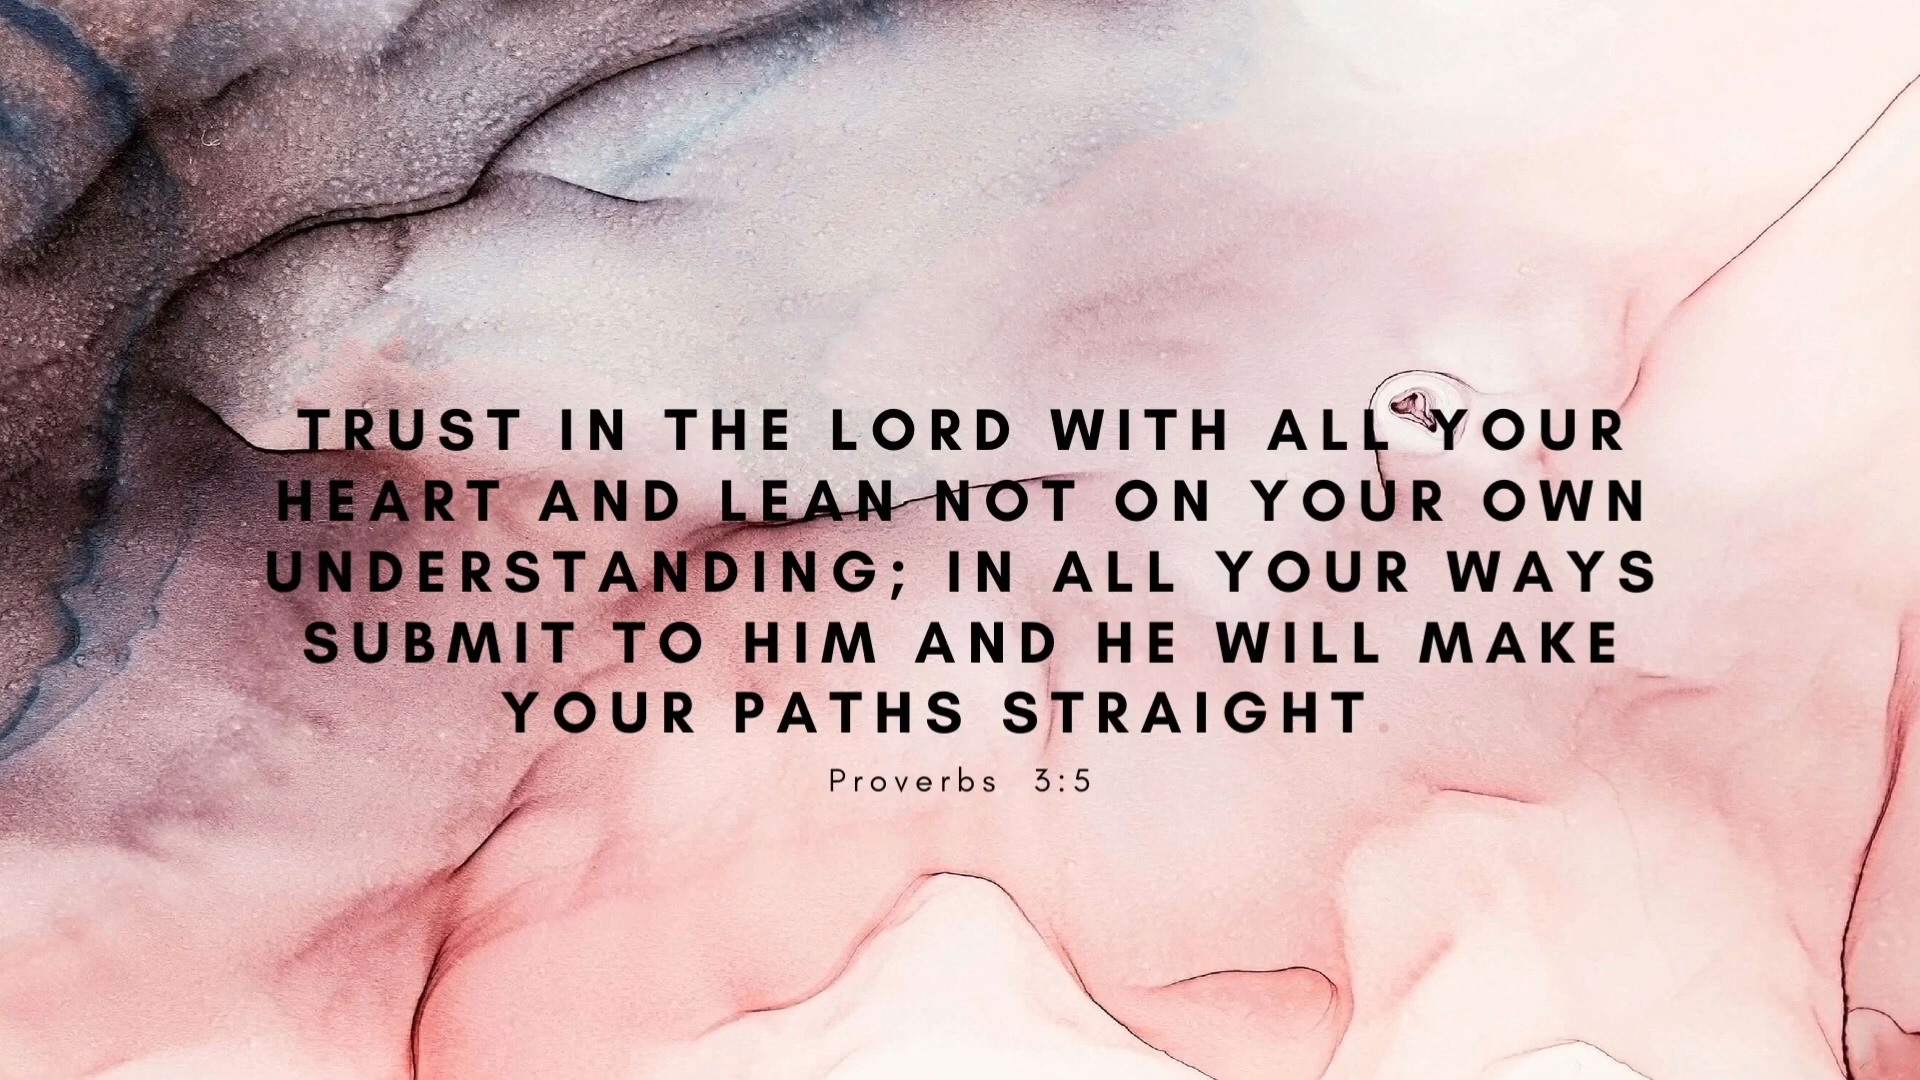 TRUST IN THE LORD WITH ALL YOUR
HEART AND LEAN NOT ON YOUR OWN
UNDERSTANDING; IN ALL YOUR WAYS
SUBMIT TO HIM AND HE WILL MAKE
YOUR PATHS STRAIGHT.
Proverbs 3:5